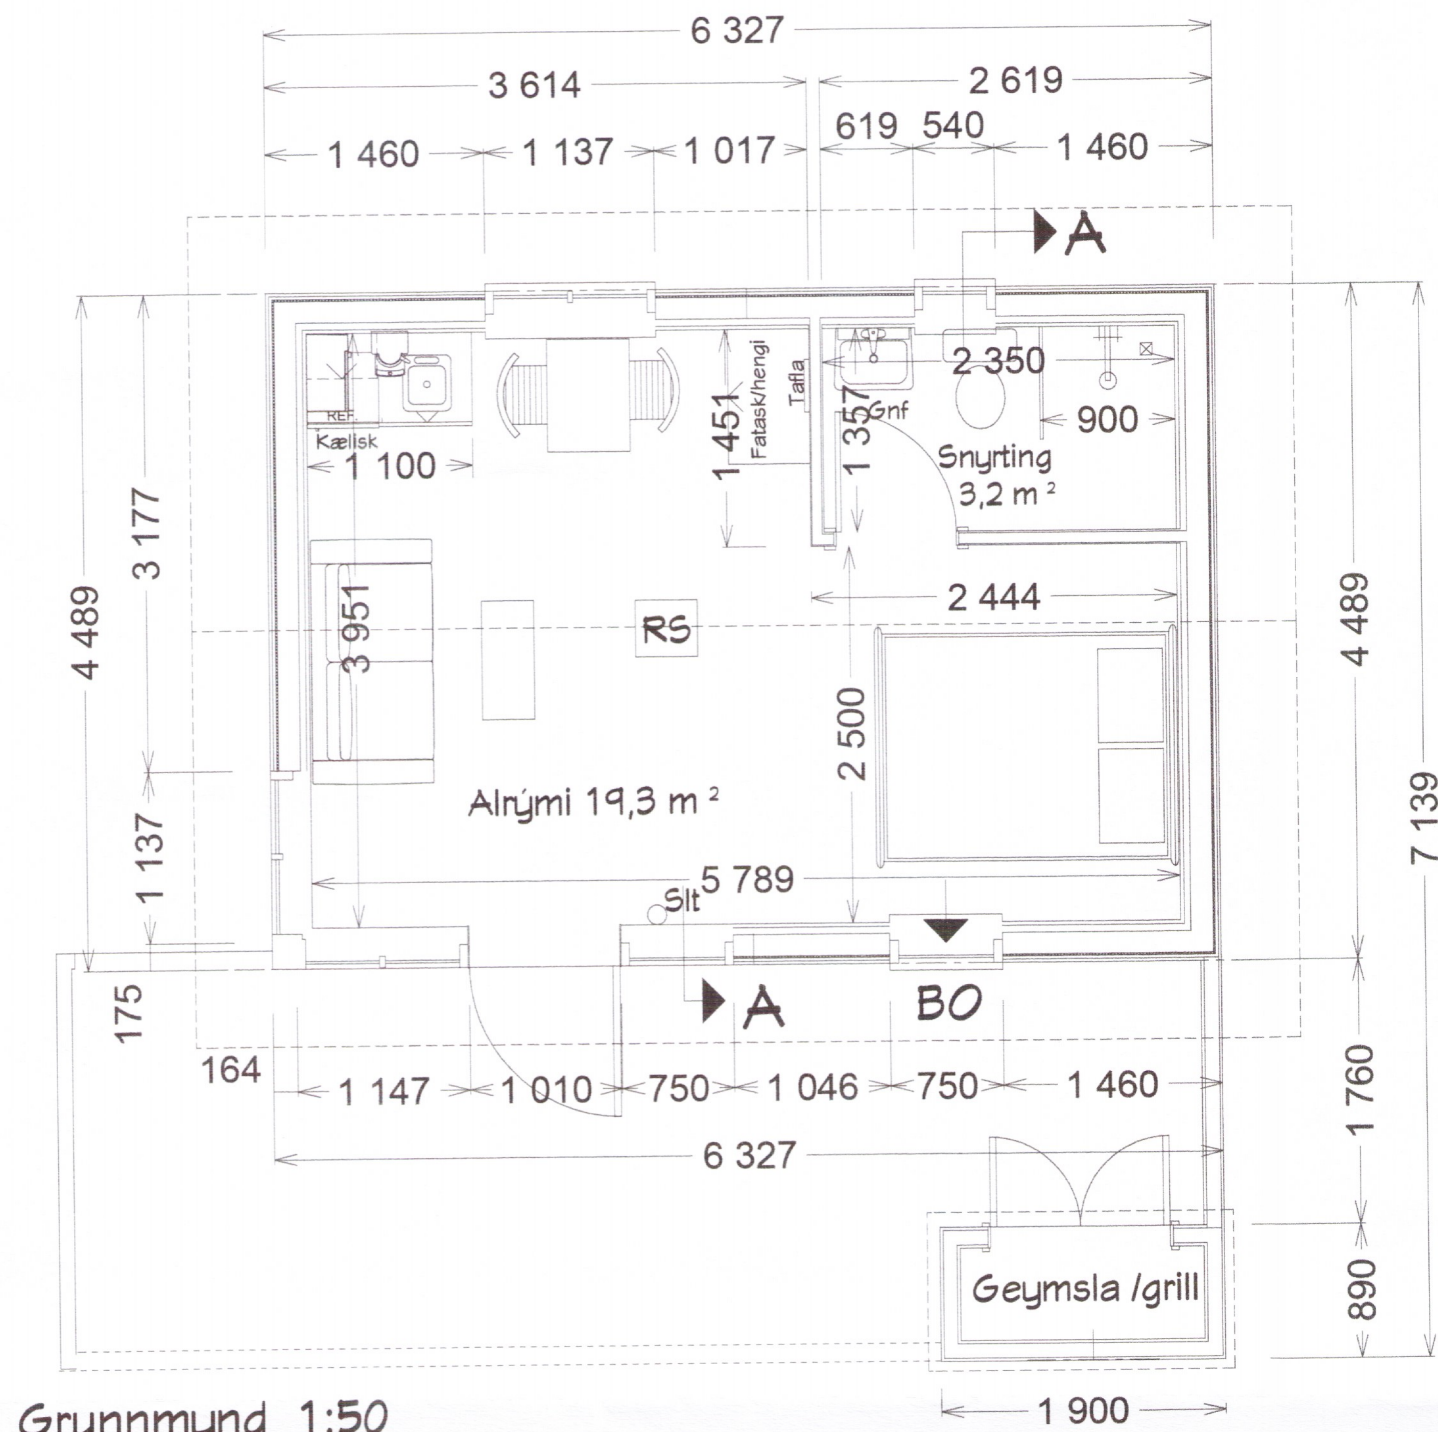 6 327
3 614
2 619
619
540
1 460
1 137
1 017
1 460
A
Fatask/hengi
Tafla
1 451
1 357
Gnf
2 350
900
Snyrting
3,2 m ²
REF.
Kælisk
1 100
3 177
4 489
3 951
RS
2 444
4 489
2 500
Alrými 19,3 m ²
1 137
7 139
5 789
Slt
175
A
BO
164
1 147
1 010
750
1 046
750
1 460
1 760
6 327
Geymsla /grill
890
1 900
Grunnmynd 1:50